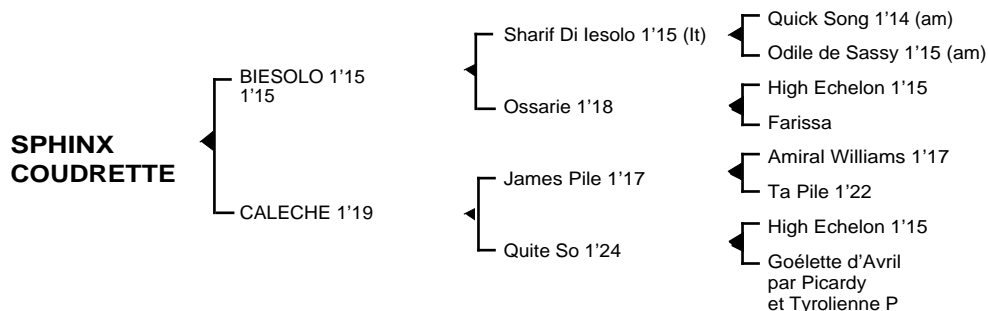 SPHINX
COUDRETTE
BIESOLO 1’15
1’15
CALECHE 1’19
Sharif Di Iesolo 1’15 (It)
Ossarie 1’18
James Pile 1’17
Quite So 1’24
Quick Song 1’14 (am)
Odile de Sassy 1’15 (am)
High Echelon 1’15
Farissa
Amiral Williams 1’17
Ta Pile 1’22
High Echelon 1’15
Goélette d’Avril
par Picardy
et Tyrolienne P